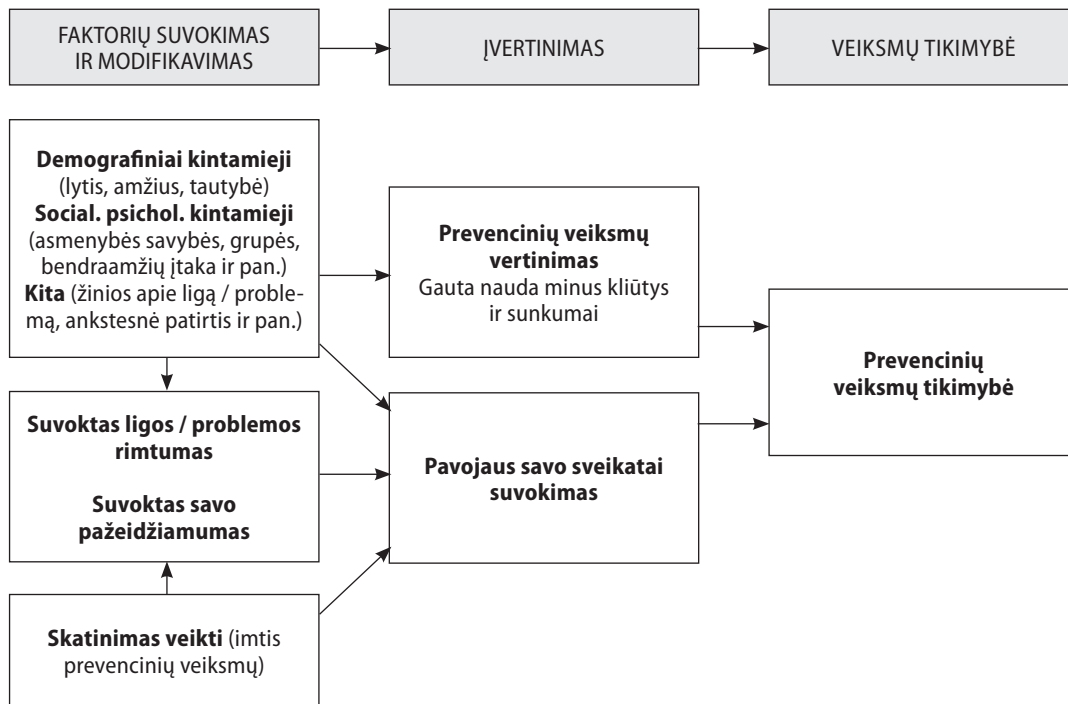 FAKTORIŲ SUVOKIMAS
IR MODIFIKAVIMAS
ĮVERTINIMAS
VEIKSMŲ TIKIMYBĖ
Demografiniai kintamieji
(lytis, amžius, tautybė)
Social. psichol. kintamieji
(asmenybės savybės, grupės,
bendraamžių įtaka ir pan.)
Kita (žinios apie ligą / proble-
mą, ankstesnė patirtis ir pan.)
Suvoktas ligos / problemos
rimtumas
Suvoktas savo
pažeidžiamumas
Skatinimas veikti (imtis
prevencinių veiksmų)
Prevencinių veiksmų
vertinimas
Gauta nauda minus kliūtys
ir sunkumai
Pavojaus savo sveikatai
suvokimas
Prevencinių
veiksmų tikimybė